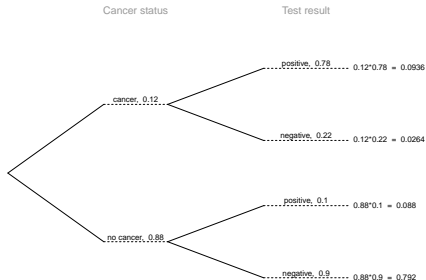 Cancer status
Test result
positive, 0.78
0.12*0.78 = 0.0936
cancer, 0.12
negative, 0.22
0.12*0.22 = 0.0264
positive, 0.1
0.88*0.1 = 0.088
no cancer, 0.88
negative, 0.9
0.88*0.9 = 0.792